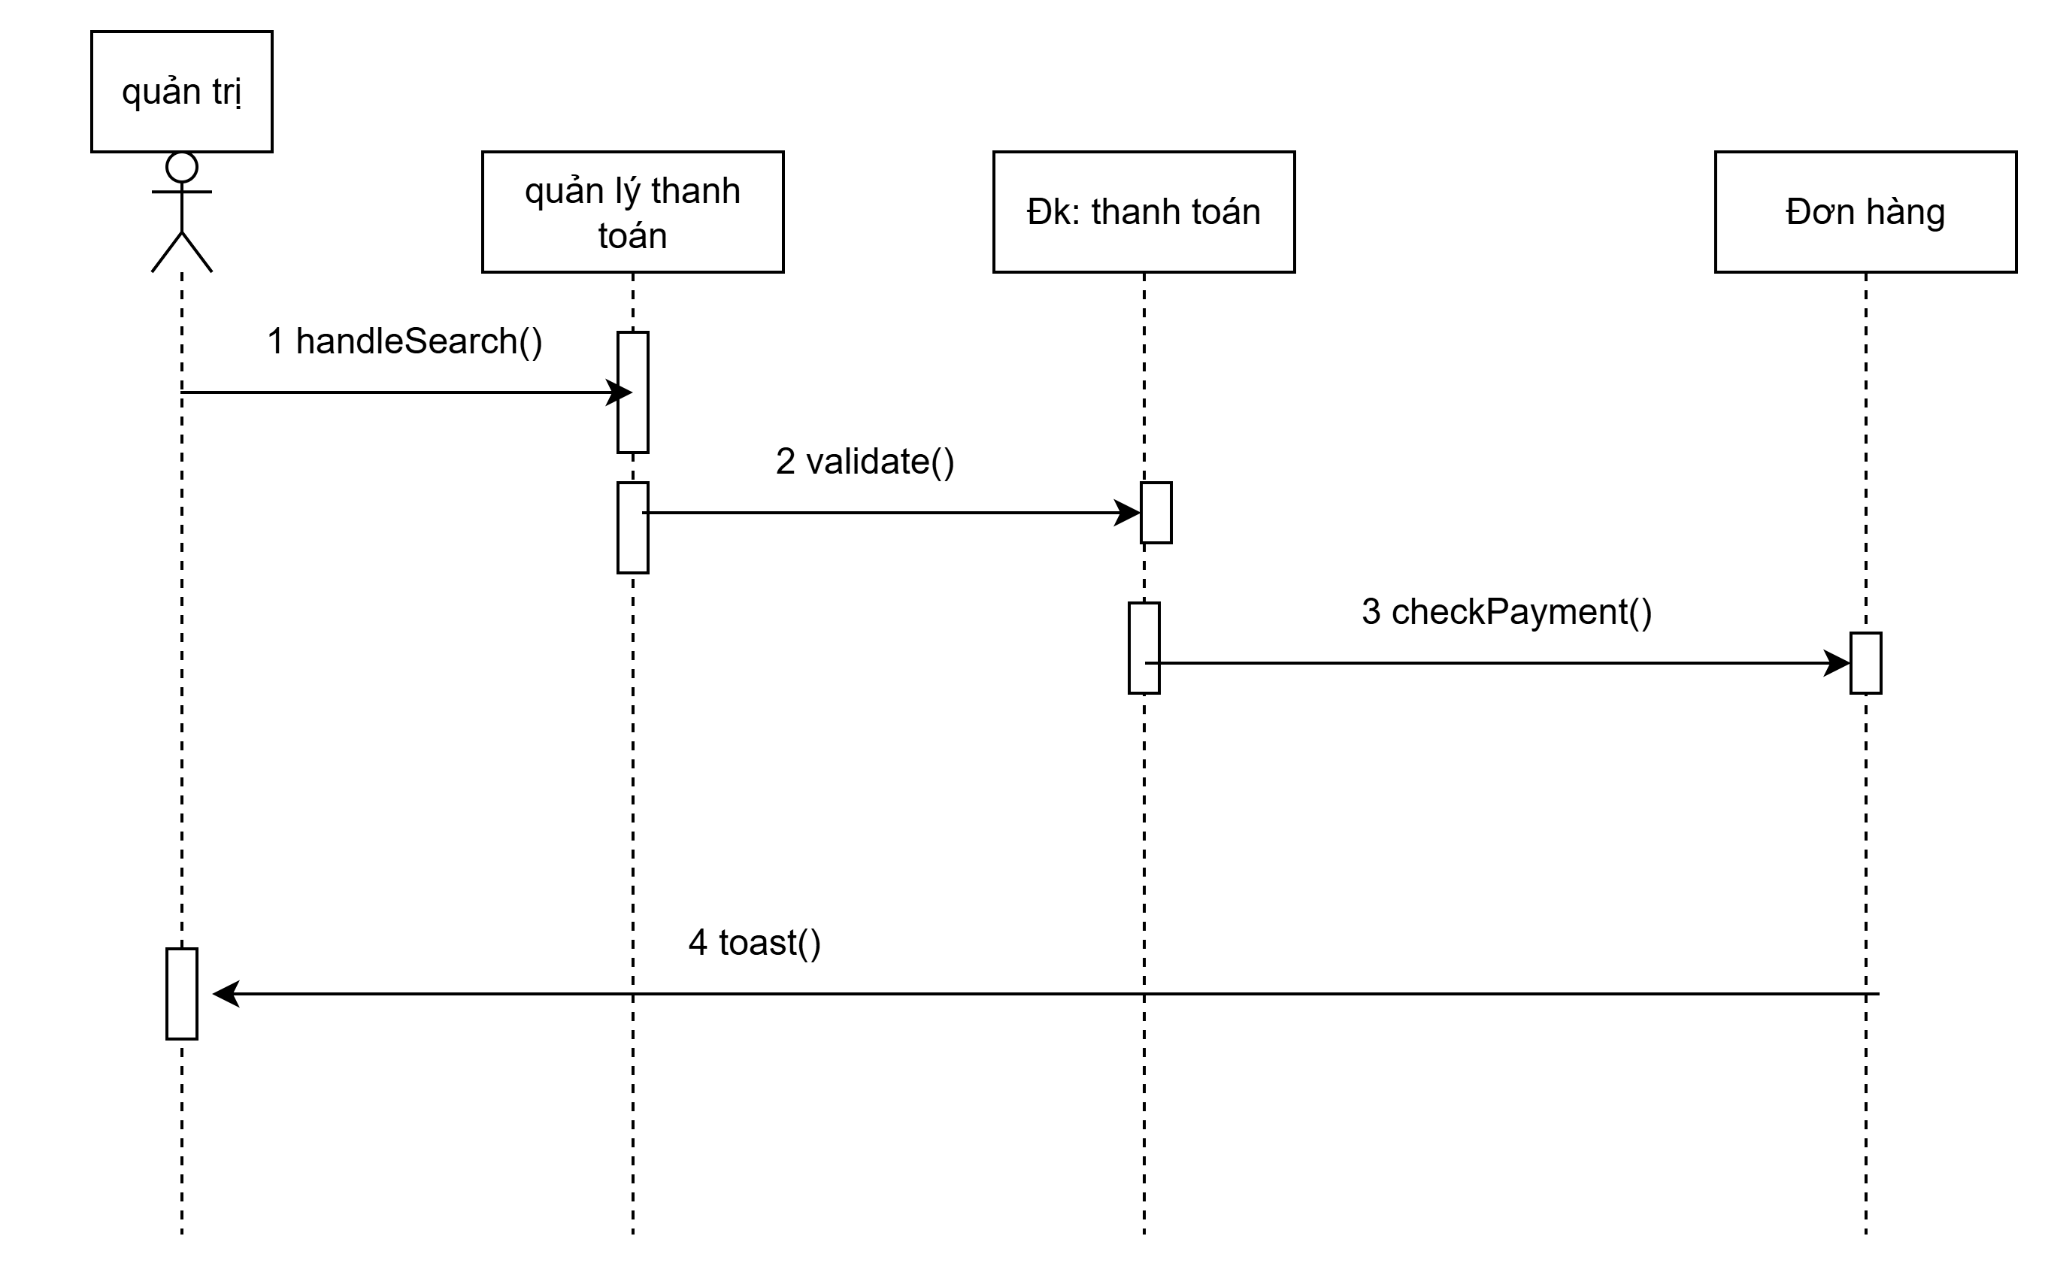 quản trị
quản lý thanh
toán
Đk: thanh toán
Đơn hàng
1 handleSearch()
2 validate()
3 checkPayment()
4 toast()